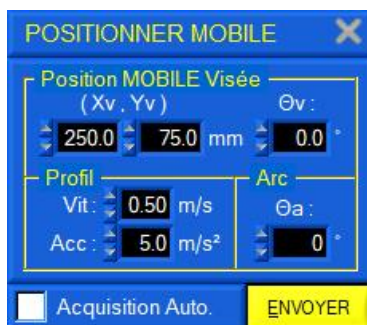 POSITIONNER MOBILE
Position MOBILE Visée
( Xv , Yv ) Θv :
250.0 75.0 mm 0.0 °
Profil Arc
Vit : 0.50 m/s Θa :
Acc : 5.0 m/s² 0 °
Acquisition Auto. ENVOYER